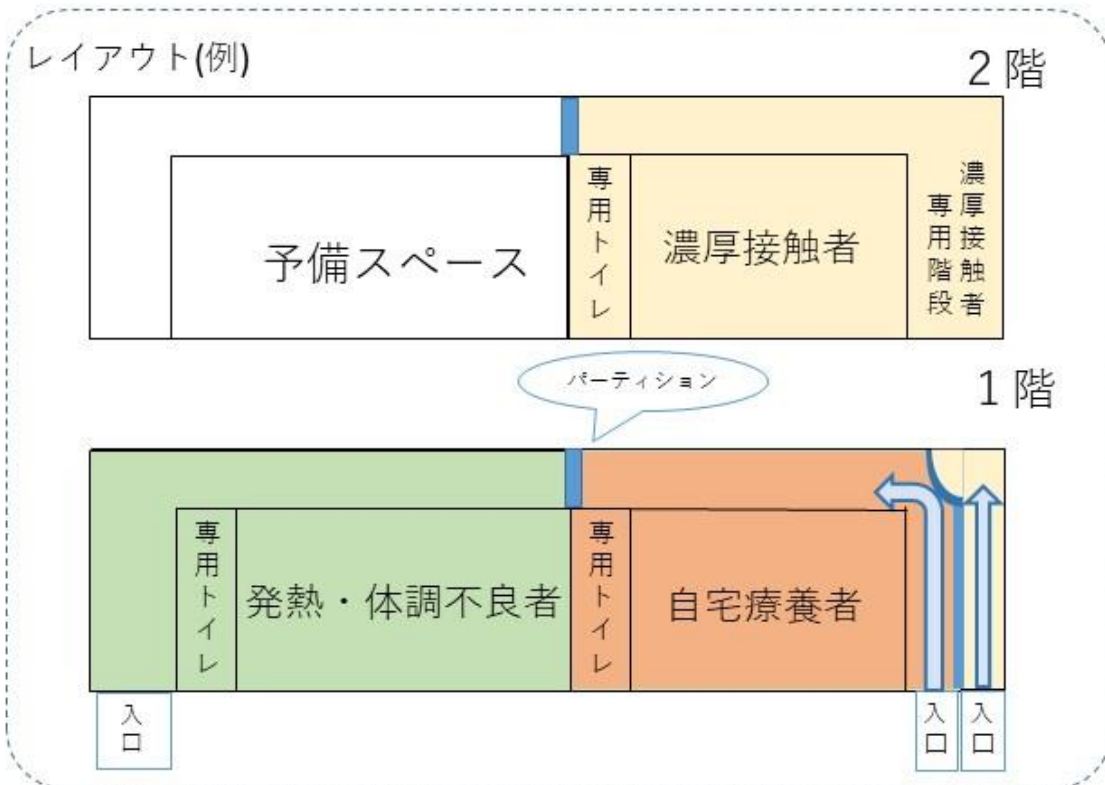 レイアウト(例)
2階
予備スペース
専用トイレ
濃厚接触者
濃厚接触者
専用階段
パーティション
1階
専用トイレ
発熱・体調不良者
専用トイレ
自宅療養者
入口
入口
入口